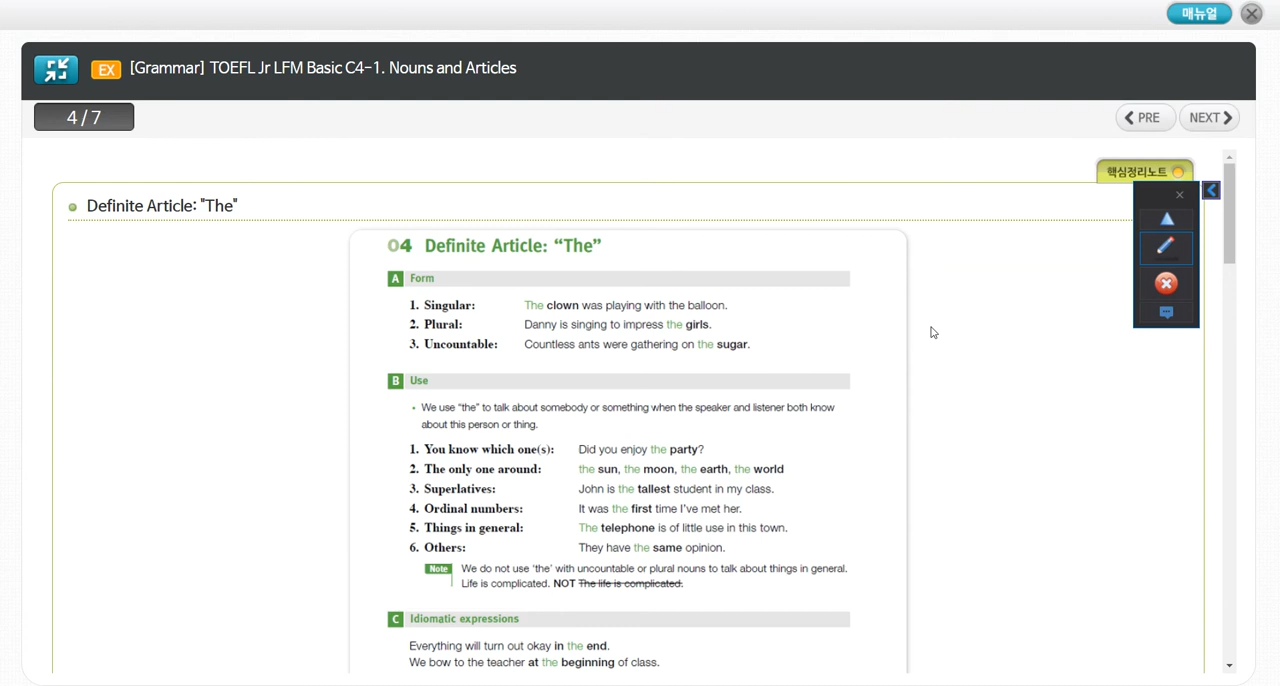 매뉴얼
EX [Grammar] TOEFL Jr LFM Basic C4-1. Nouns and Articles
4 / 7
PRE
NEXT
핵심정리노트
Definite Article: "The"
04 Definite Article: “The”
A Form
1. Singular: The clown was playing with the balloon.
2. Plural: Danny is singing to impress the girls.
3. Uncountable: Countless ants were gathering on the sugar.
B Use
• We use “the” to talk about somebody or something when the speaker and listener both know
about this person or thing.
1. You know which one(s): Did you enjoy the party?
2. The only one around: the sun, the moon, the earth, the world
3. Superlatives: John is the tallest student in my class.
4. Ordinal numbers: It was the first time I've met her.
5. Things in general: The telephone is of little use in this town.
6. Others: They have the same opinion.
Note We do not use ‘the’ with uncountable or plural nouns to talk about things in general.
Life is complicated. NOT The life is complicated.
C Idiomatic expressions
Everything will turn out okay in the end.
We bow to the teacher at the beginning of class.